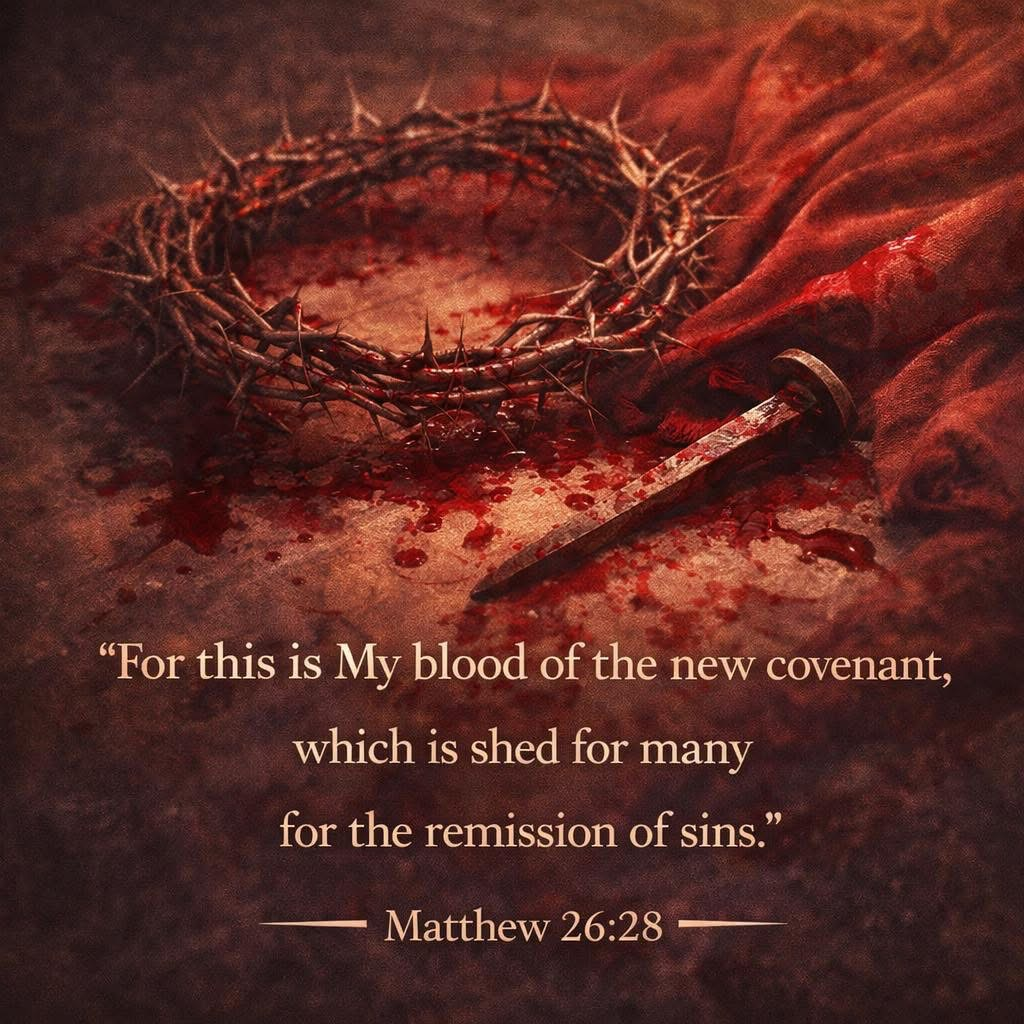 “For this is My blood of the new covenant,
which is shed for many
for the remission of sins.”
Matthew 26:28